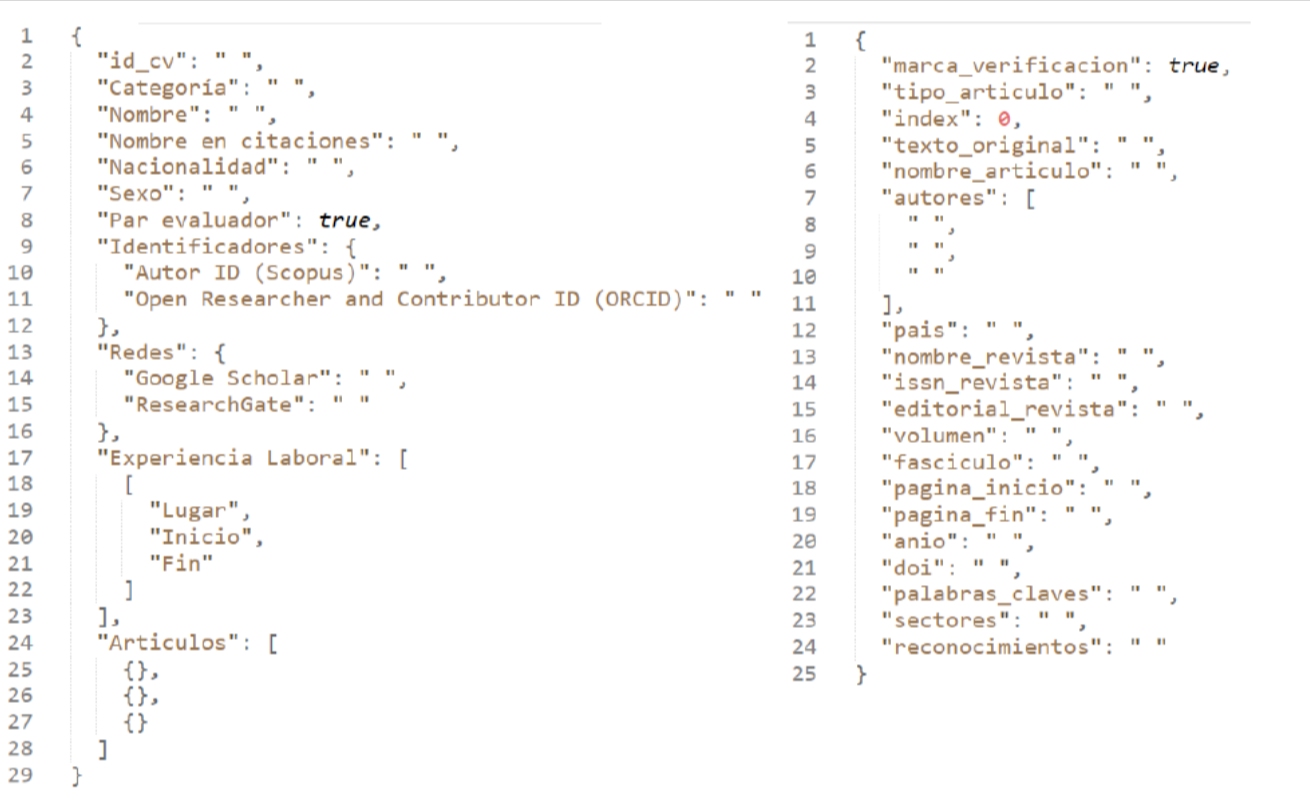 1 {
2 "id_cv": " ",
3 "Categoría": " ",
4 "Nombre": " ",
5 "Nombre en citaciones": " ",
6 "Nacionalidad": " ",
7 "Sexo": " ",
8 "Par evaluador": true,
9 "Identificadores": {
10 "Autor ID (Scopus)": " ",
11 "Open Researcher and Contributor ID (ORCID)": " "
12 },
13 "Redes": {
14 "Google Scholar": " ",
15 "ResearchGate": " "
16 },
17 "Experiencia Laboral": [
18 [
19 "Lugar",
20 "Inicio",
21 "Fin"
22 ]
23 ],
24 "Articulos": [
25 {},
26 {},
27 {}
28 ]
29 }
1 {
2 "marca_verificacion": true,
3 "tipo_articulo": " ",
4 "index": 0,
5 "texto_original": " ",
6 "nombre_articulo": " ",
7 "autores": [
8 " ",
9 " ",
10 " "
11 ],
12 "pais": " ",
13 "nombre_revista": " ",
14 "issn_revista": " ",
15 "editorial_revista": " ",
16 "volumen": " ",
17 "fasciculo": " ",
18 "pagina_inicio": " ",
19 "pagina_fin": " ",
20 "anio": " ",
21 "doi": " ",
22 "palabras_claves": " ",
23 "sectores": " ",
24 "reconocimientos": " "
25 }